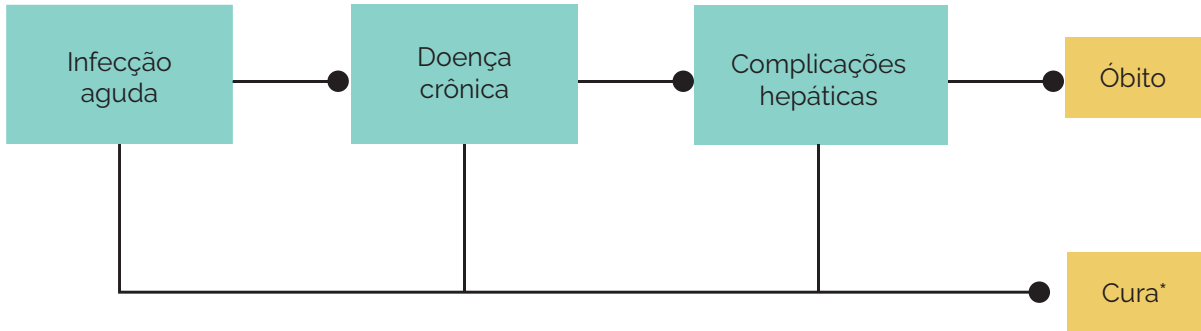 Infecção
aguda
Doença
crônica
Complicações
hepáticas
Óbito
Cura*